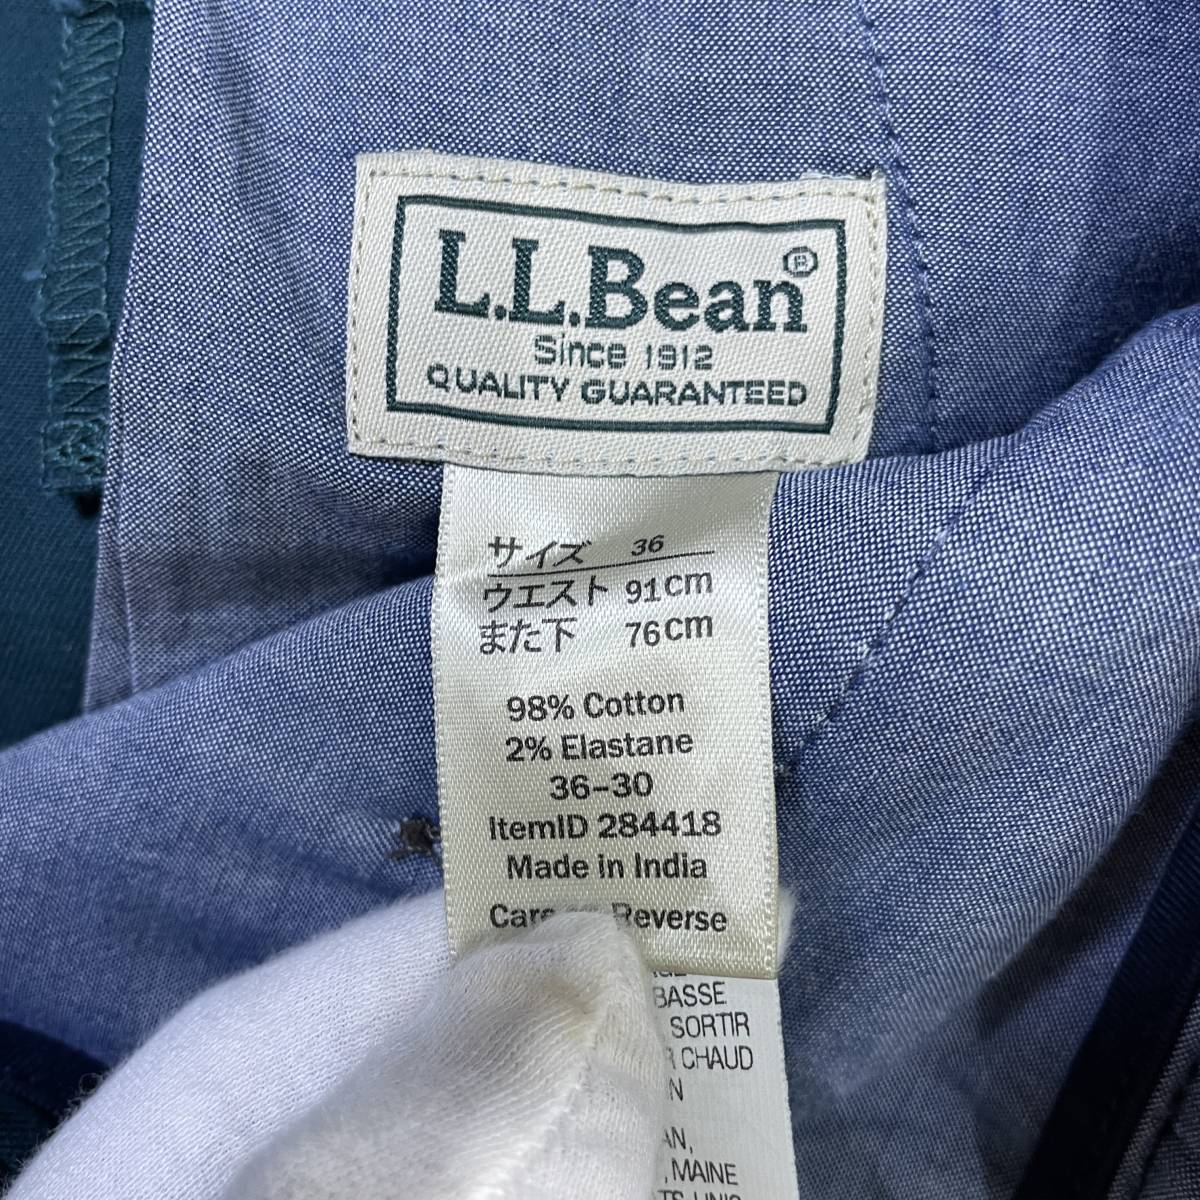 L.L.Bean®
Since 1912
QUALITY GUARANTEED
サイズ 36
ウエスト 91cm
また下 76cm
98% Cotton
2% Elastane
36-30
ItemID 284418
Made in India
Reverse
BASSE
SORTIR
CHAUD
, MAINE